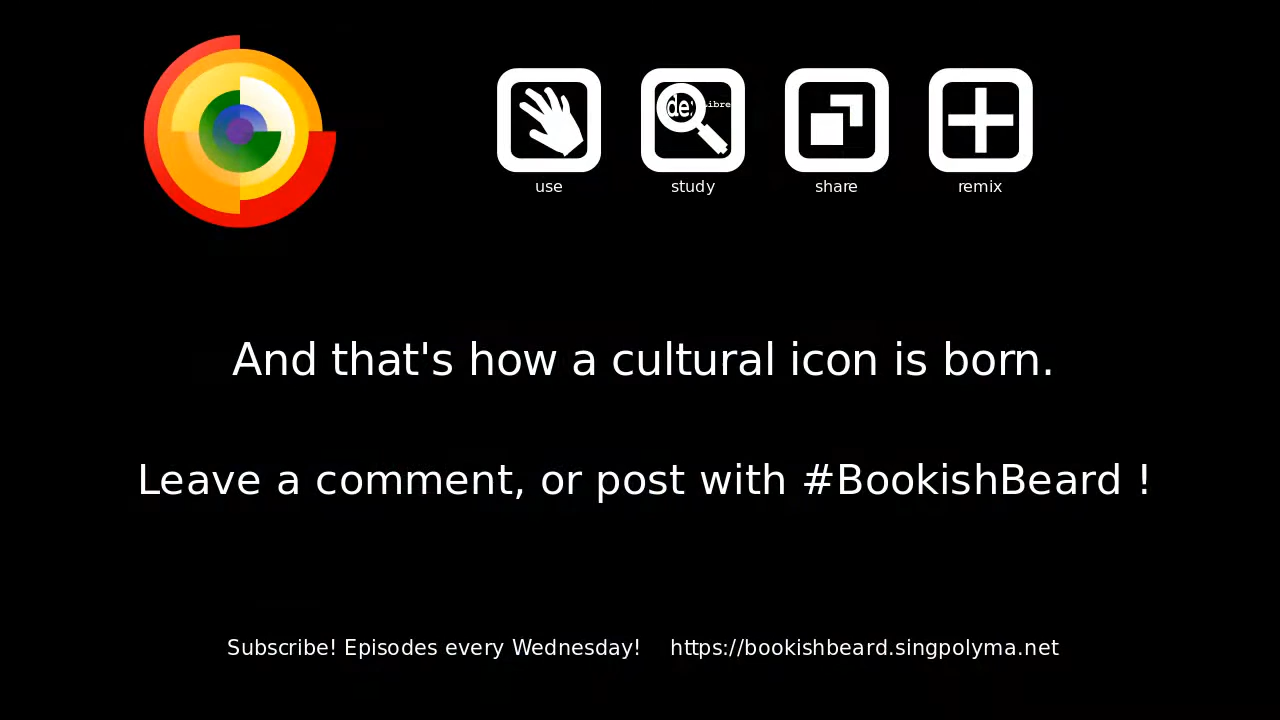 use study share remix
And that's how a cultural icon is born.
Leave a comment, or post with #BookishBeard !
Subscribe! Episodes every Wednesday! https://bookishbeard.singpolyma.net